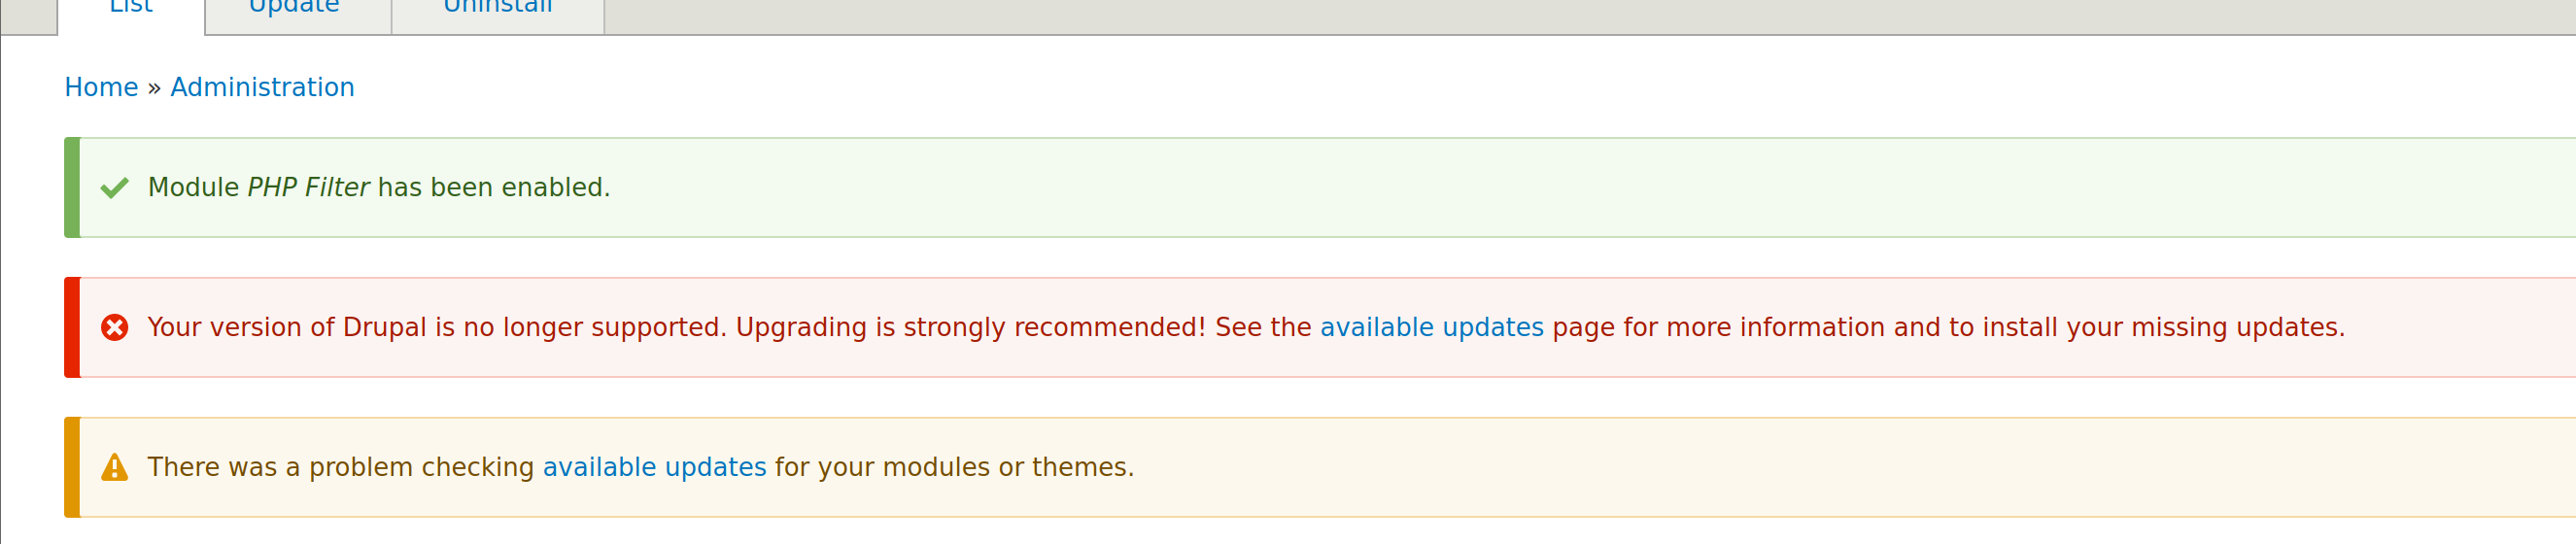 List Update Uninstall
Home » Administration
Module PHP Filter has been enabled.
Your version of Drupal is no longer supported. Upgrading is strongly recommended! See the available updates page for more information and to install your missing updates.
There was a problem checking available updates for your modules or themes.